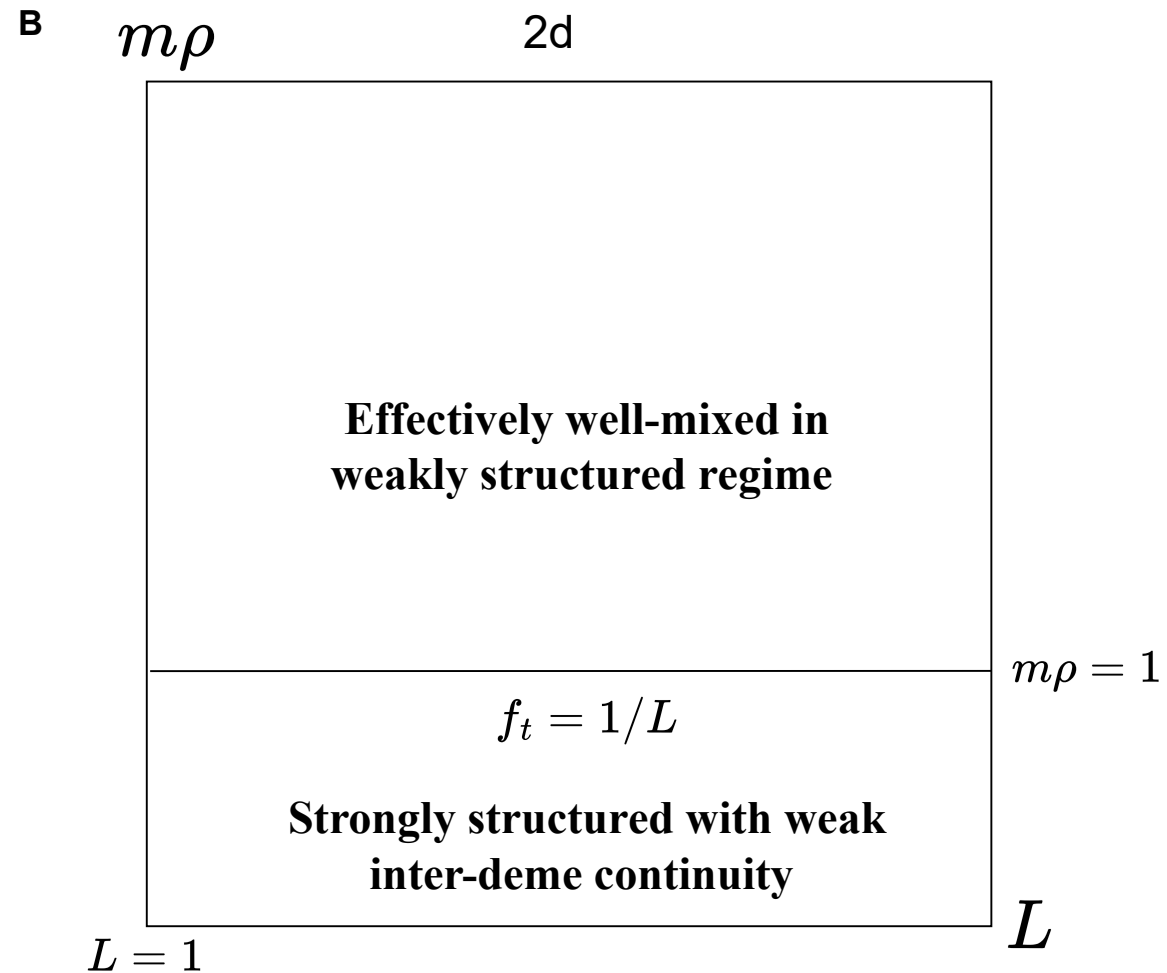 B
mρ
2d
Effectively well-mixed in
weakly structured regime
mρ = 1
fₜ = 1/L
Strongly structured with weak
inter-deme continuity
L
L = 1